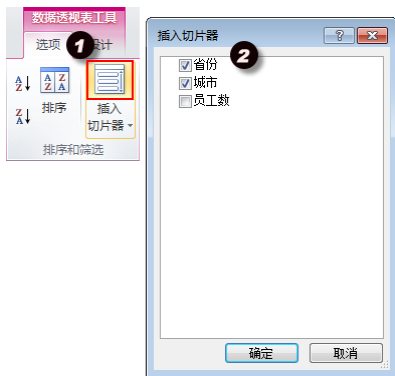 数据透视表工具
选项 1 设计
排序
插入
切片器
排序和筛选
插入切片器
2
省份
城市
员工数
确定 取消